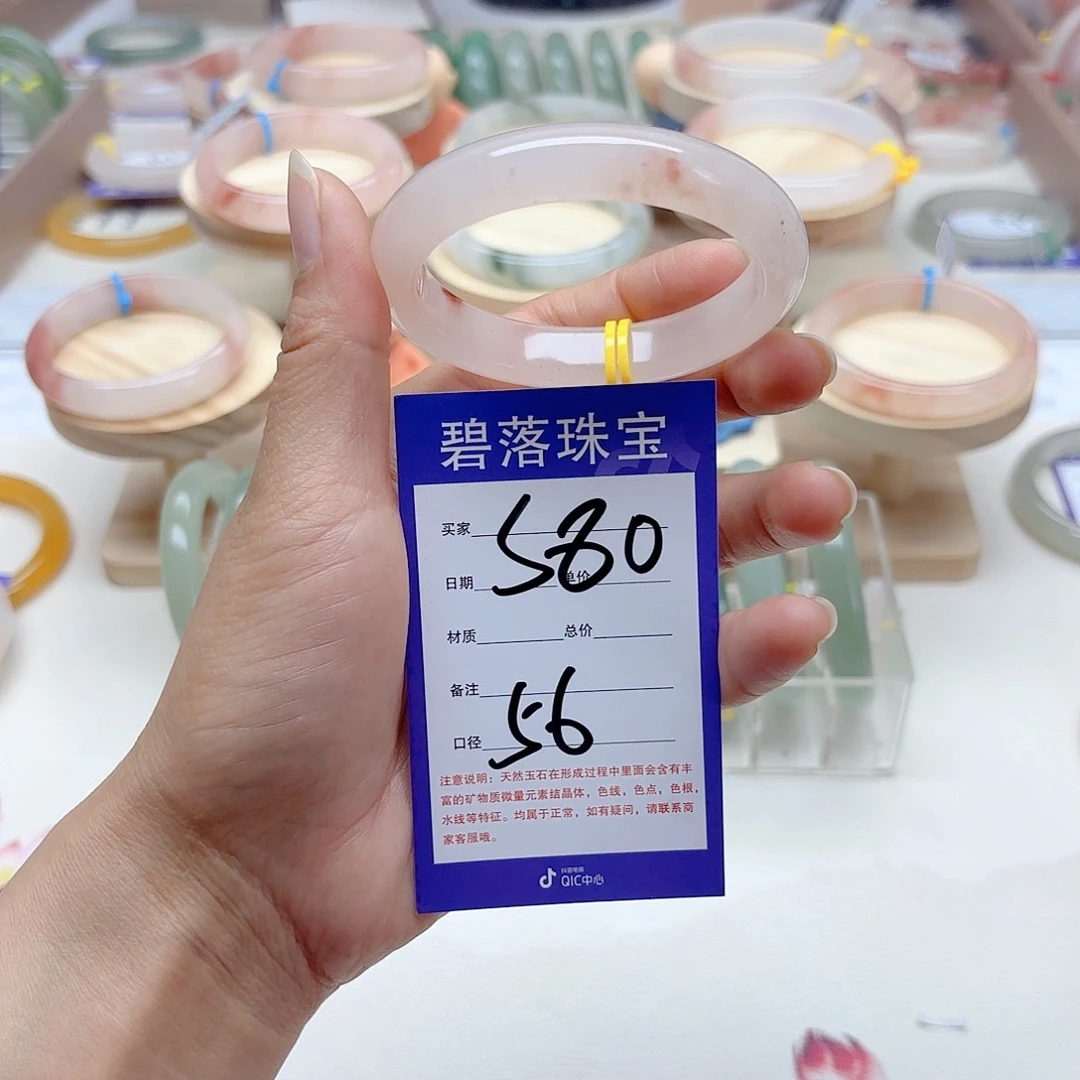 碧落珠宝
买家
580
日期 单价
材质 总价
备注
56
口径
注意说明：天然玉石在形成过程中里面会含有丰
富的矿物质微量元素结晶体，色线，色点，色根，
水线等特征。均属于正常，如有疑问，请联系商
家客服哦。
抖音电商
QIC中心